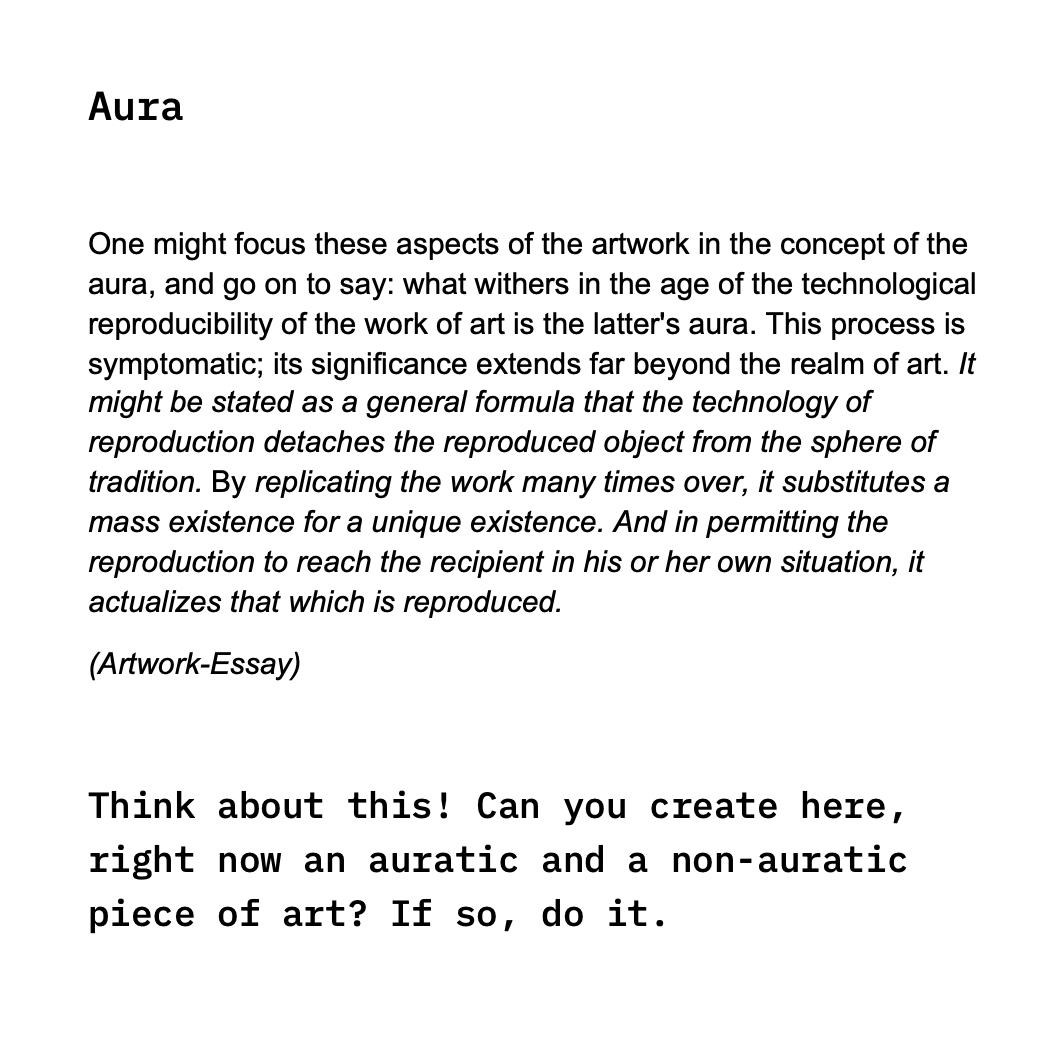 Aura
One might focus these aspects of the artwork in the concept of the
aura, and go on to say: what withers in the age of the technological
reproducibility of the work of art is the latter's aura. This process is
symptomatic; its significance extends far beyond the realm of art. It
might be stated as a general formula that the technology of
reproduction detaches the reproduced object from the sphere of
tradition. By replicating the work many times over, it substitutes a
mass existence for a unique existence. And in permitting the
reproduction to reach the recipient in his or her own situation, it
actualizes that which is reproduced.
(Artwork-Essay)
Think about this! Can you create here,
right now an auratic and a non-auratic
piece of art? If so, do it.